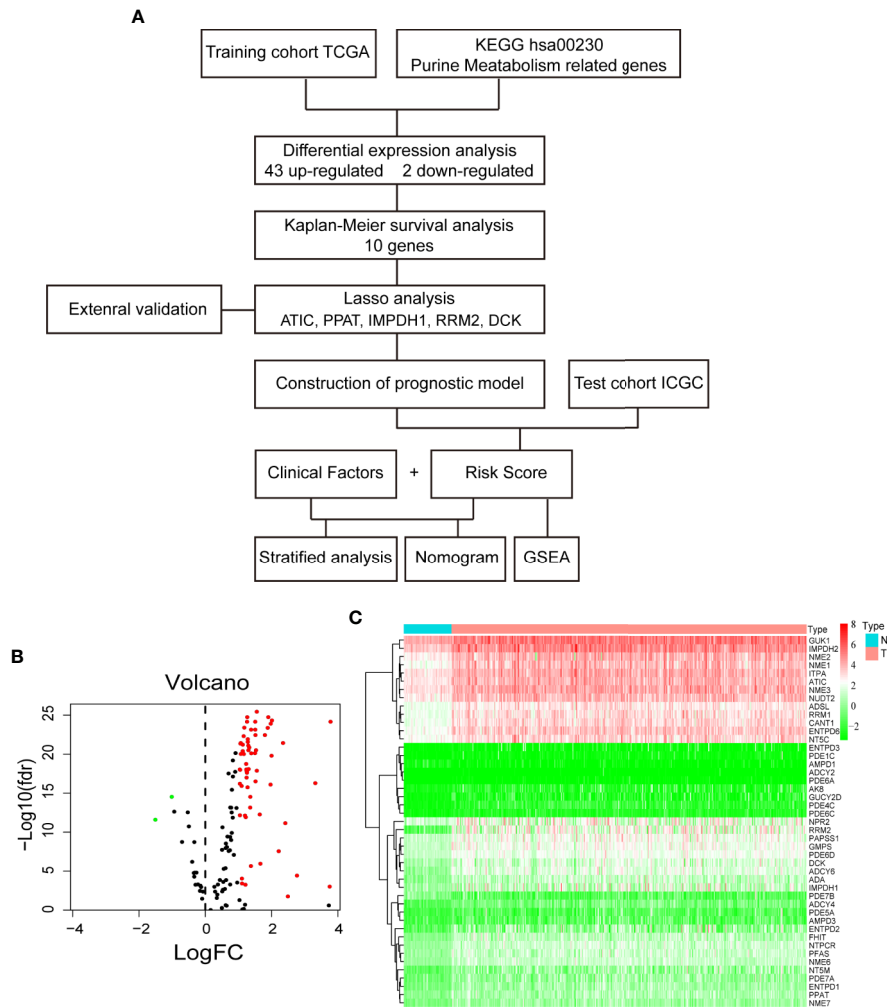 A
Training cohort TCGA
KEGG hsa00230
Purine Meatabolism related genes
Differential expression analysis
43 up-regulated 2 down-regulated
Kaplan-Meier survival analysis
10 genes
Extenral validation
Lasso analysis
ATIC, PPAT, IMPDH1, RRM2, DCK
Construction of prognostic model
Test cohort ICGC
Clinical Factors
+
Risk Score
Stratified analysis
Nomogram
GSEA
B
Volcano
−Log10(fdr)
25
20
15
10
5
0
−4
−2
0
2
4
LogFC
C
Type
GUK1
IMPDH2
NME2
NME1
ITPA
ATIC
NME3
NUDT2
ADSL
RRM1
CANT1
ENTPD6
NT5C
ENTPD3
PDE1C
AMPD1
ADCY2
PDE6A
AK8
GUCY2D
PDE4C
PDE6C
NPR2
RRM2
PAPSS1
GMPS
PDE6D
DCK
ADCY6
ADA
IMPDH1
PDE7B
ADCY4
PDE5A
AMPD3
ENTPD2
FHIT
NTPCR
PFAS
NME6
NT5M
PDE7A
ENTPD1
PPAT
NME7
8
6
4
2
0
−2
Type
N
T